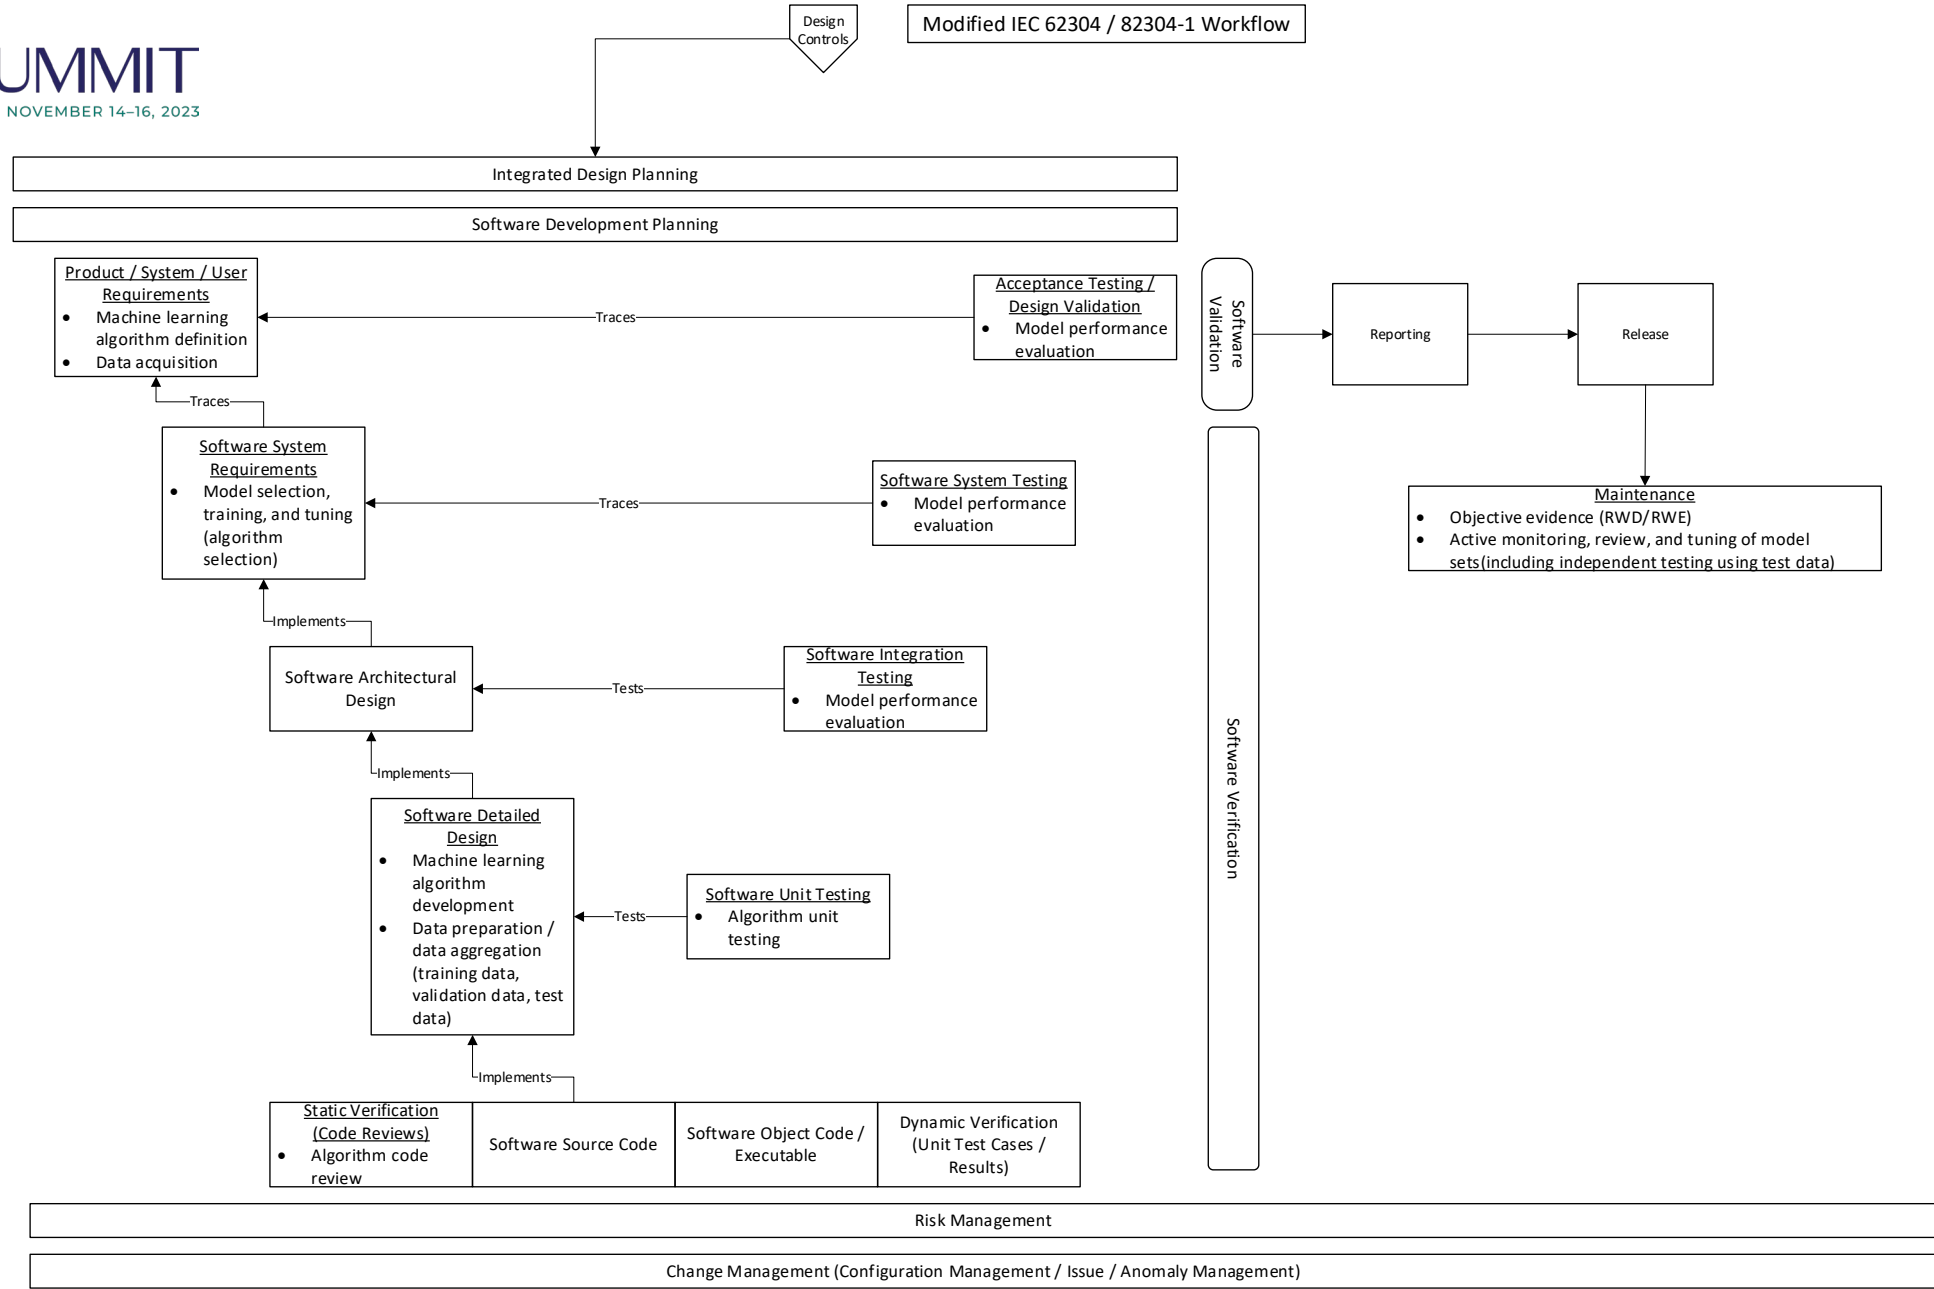 Design
Controls
Modified IEC 62304 / 82304-1 Workflow
UMMIT
NOVEMBER 14–16, 2023
Integrated Design Planning
Software Development Planning
Product / System / User
Requirements
• Machine learning
algorithm definition
• Data acquisition
Traces
Acceptance Testing /
Design Validation
• Model performance
evaluation
Software
Validation
Reporting
Release
Traces
Software System
Requirements
• Model selection,
training, and tuning
(algorithm
selection)
Traces
Software System Testing
• Model performance
evaluation
Maintenance
• Objective evidence (RWD/RWE)
• Active monitoring, review, and tuning of model
sets(including independent testing using test data)
Implements
Software Architectural
Design
Tests
Software Integration
Testing
• Model performance
evaluation
Software Verification
Implements
Software Detailed
Design
• Machine learning
algorithm
development
• Data preparation /
data aggregation
(training data,
validation data, test
data)
Tests
Software Unit Testing
• Algorithm unit
testing
Implements
Static Verification
(Code Reviews)
• Algorithm code
review
Software Source Code
Software Object Code /
Executable
Dynamic Verification
(Unit Test Cases /
Results)
Risk Management
Change Management (Configuration Management / Issue / Anomaly Management)